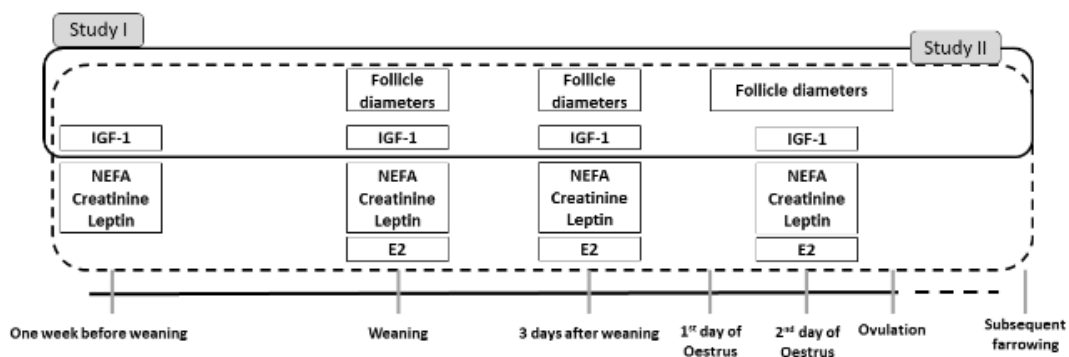 Study I
Study II
Follicle
diameters
Follicle
diameters
Follicle diameters
IGF-1
IGF-1
IGF-1
IGF-1
NEFA
Creatinine
Leptin
NEFA
Creatinine
Leptin
NEFA
Creatinine
Leptin
NEFA
Creatinine
Leptin
E2
E2
E2
One week before weaning
Weaning
3 days after weaning
1st day of
Oestrus
2nd day of
Oestrus
Ovulation
Subsequent
farrowing